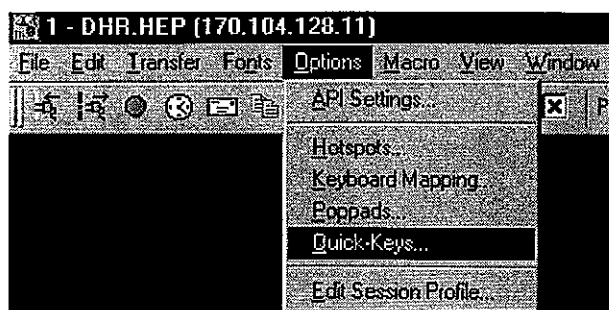 1 - DHR.HEP (170.104.128.11)
File Edit Transfer Fonts Options Macro View Window
API Settings...
Hotspots...
Keyboard Mapping...
Poppads...
Quick-Keys...
Edit Session Profile...